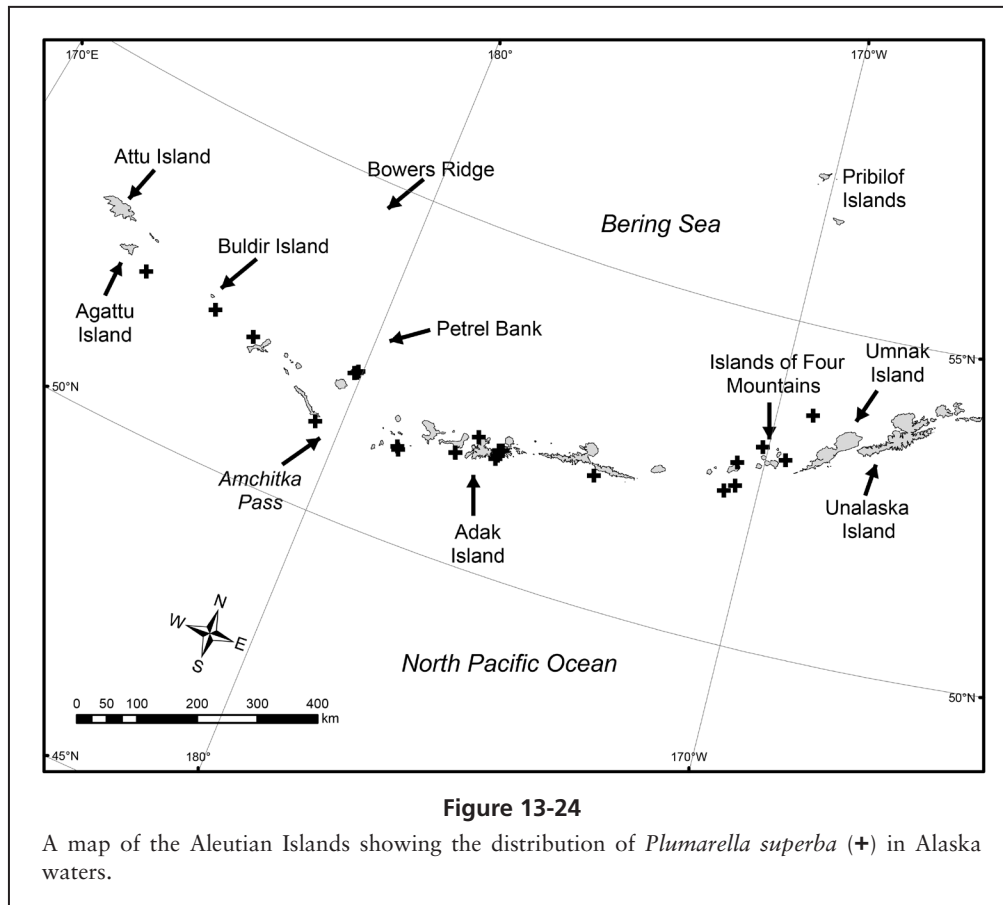 170°E
180°
170°W
Attu Island
Bowers Ridge
Pribilof
Islands
Bering Sea
Buldir Island
Agattu
Island
Petrel Bank
Islands of Four
Mountains
Umnak
Island
55°N
50°N
Amchitka
Pass
Adak
Island
Unalaska
Island
N
W
E
S
North Pacific Ocean
50°N
0 50 100 200 300 400
km
45°N
180°
170°W
Figure 13-24
A map of the Aleutian Islands showing the distribution of Plumarella superba (+) in Alaska
waters.